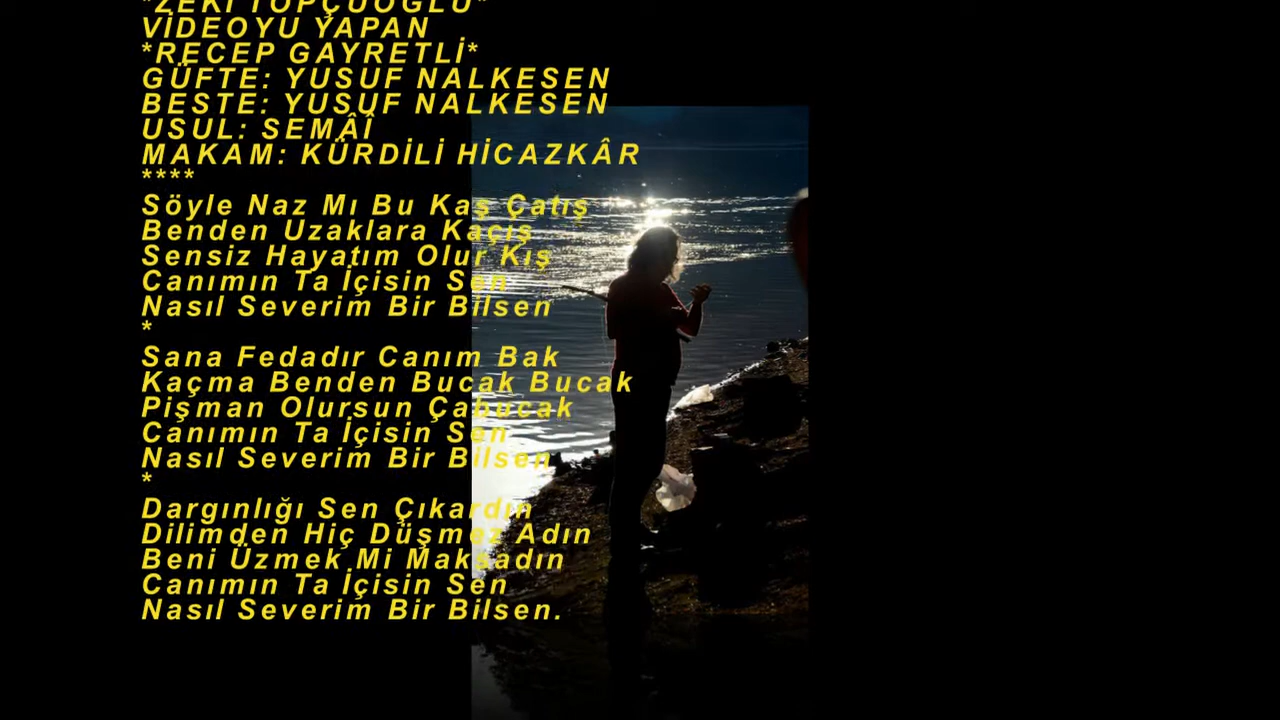 "ZEKİ TOPÇUOĞLU"
VİDEOYU YAPAN
*RECEP GAYRETLİ*
GÜFTE: YUSUF NALKESEN
BESTE: YUSUF NALKESEN
USUL: SEMÂÎ
MAKAM: KÜRDİLİ HİCAZKÂR
****
Söyle Naz Mı Bu Kaş Çatış
Benden Uzaklara Kaçış
Sensiz Hayatım Olur Kış
Canımın Ta İçisin Sen
Nasıl Severim Bir Bilsen
*
Sana Fedadır Canım Bak
Kaçma Benden Bucak Bucak
Pişman Olursun Çabucak
Canımın Ta İçisin Sen
Nasıl Severim Bir Bilsen
*
Dargınlığı Sen Çıkardın
Dilimden Hiç Düşmez Adın
Beni Üzmek Mi Maksadın
Canımın Ta İçisin Sen
Nasıl Severim Bir Bilsen.